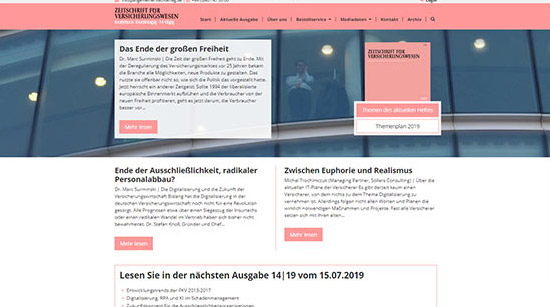 ZEITSCHRIFT FÜR
VERSICHERUNGSWESEN
Start Aktuelle Ausgabe Über uns Bestellservice Mediadaten Kontakt Archiv
Das Ende der großen Freiheit
Dr. Marc Surminski | Die Zeit der großen Freiheit geht zu Ende. Mit
der Deregulierung des Versicherungsmarktes vor 25 Jahren bekam
die Branche alle Möglichkeiten, neue Produkte zu gestalten. Das
nutzte sie offenbar nicht so, wie sich die Politik das vorgestellt hatte.
Jetzt herrscht ein anderer Zeitgeist. Sollte 1994 der liberalisierte
europäische Binnenmarkt aufblühen und die Verbraucher von der
neuen Freiheit profitieren, geht es jetzt darum, die Verbraucher
besser vor...
Mehr lesen
ZEITSCHRIFT FÜR
VERSICHERUNGSWESEN
Themen des aktuellen Heftes
Themenplan 2019
Ende der Ausschließlichkeit, radikaler
Personalabbau?
Dr. Marc Surminski | Die Digitalisierung und die Zukunft der
Versicherungswirtschaft Bislang hat die Digitalisierung in der
deutschen Versicherungswirtschaft noch nicht für eine Revolution
gesorgt. Alle Prognosen etwa über einen Siegeszug der Insurtechs
oder einen radikalen Wandel im Vertrieb haben sich bisher nicht
bewahrheitet. Dr. Stefan Knoll, Gründer und Chef...
Mehr lesen
Zwischen Euphorie und Realismus
Michal Trochimczuk (Managing Partner, Sollers Consulting) | Über die
aktuellen IT-Pläne der Versicherer Es gibt derzeit kaum einen
Versicherer, von dem nichts zu dem Thema Digitalisierung zu
vernehmen ist. Allerdings folgen nicht allen Worten und Plänen die
wirklich notwendigen Maßnahmen und Projekte. Fast alle Versicherer
setzen sich mit ihren alten...
Mehr lesen
Lesen Sie in der nächsten Ausgabe 14|19 vom 15.07.2019
Entwicklungstrends der PKV 2013-2017
Digitalisierung, RPA und KI im Schadenmanagement
Zukunftskonzept für die Ausschließlichkeitsorganisationen